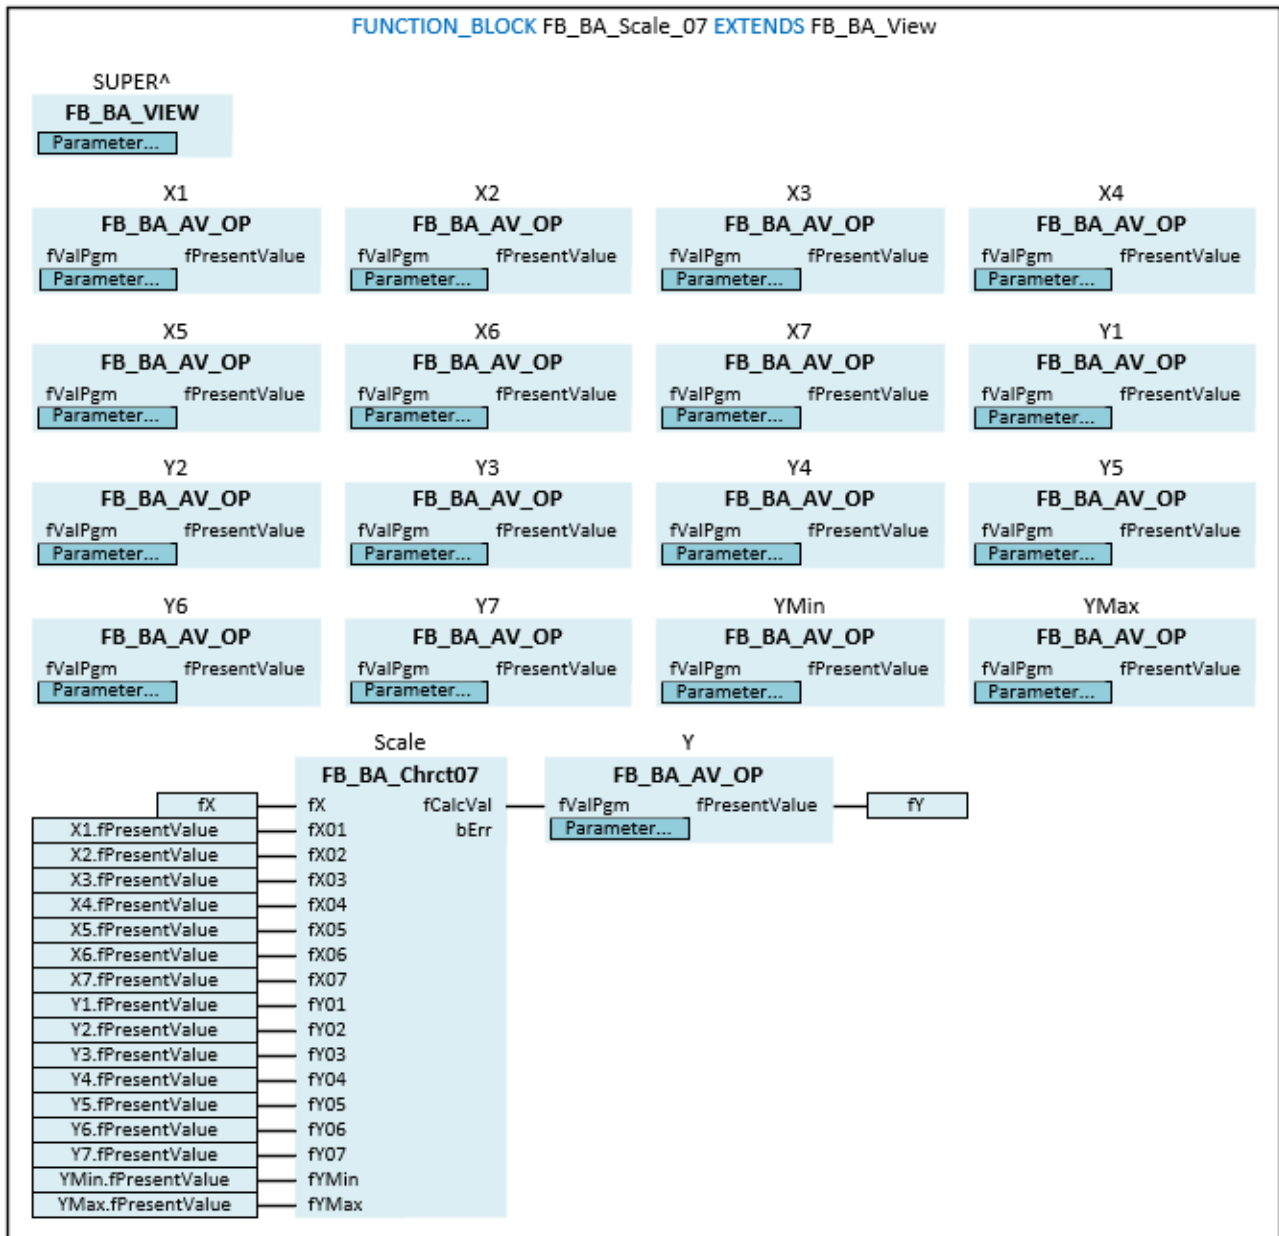 FUNCTION_BLOCK FB_BA_Scale_07 EXTENDS FB_BA_View
SUPER^
FB_BA_VIEW
Parameter...
X1 X2 X3 X4
FB_BA_AV_OP FB_BA_AV_OP FB_BA_AV_OP FB_BA_AV_OP
fValPgm fPresentValue fValPgm fPresentValue fValPgm fPresentValue fValPgm fPresentValue
Parameter... Parameter... Parameter... Parameter...
X5 X6 X7 Y1
FB_BA_AV_OP FB_BA_AV_OP FB_BA_AV_OP FB_BA_AV_OP
fValPgm fPresentValue fValPgm fPresentValue fValPgm fPresentValue fValPgm fPresentValue
Parameter... Parameter... Parameter... Parameter...
Y2 Y3 Y4 Y5
FB_BA_AV_OP FB_BA_AV_OP FB_BA_AV_OP FB_BA_AV_OP
fValPgm fPresentValue fValPgm fPresentValue fValPgm fPresentValue fValPgm fPresentValue
Parameter... Parameter... Parameter... Parameter...
Y6 Y7 YMin YMax
FB_BA_AV_OP FB_BA_AV_OP FB_BA_AV_OP FB_BA_AV_OP
fValPgm fPresentValue fValPgm fPresentValue fValPgm fPresentValue fValPgm fPresentValue
Parameter... Parameter... Parameter... Parameter...
Scale Y
FB_BA_Chrct07 FB_BA_AV_OP
fX fX fCalcVal fValPgm fPresentValue fY
X1.fPresentValue fX01 bErr Parameter...
X2.fPresentValue fX02
X3.fPresentValue fX03
X4.fPresentValue fX04
X5.fPresentValue fX05
X6.fPresentValue fX06
X7.fPresentValue fX07
Y1.fPresentValue fY01
Y2.fPresentValue fY02
Y3.fPresentValue fY03
Y4.fPresentValue fY04
Y5.fPresentValue fY05
Y6.fPresentValue fY06
Y7.fPresentValue fY07
YMin.fPresentValue fYMin
YMax.fPresentValue fYMax